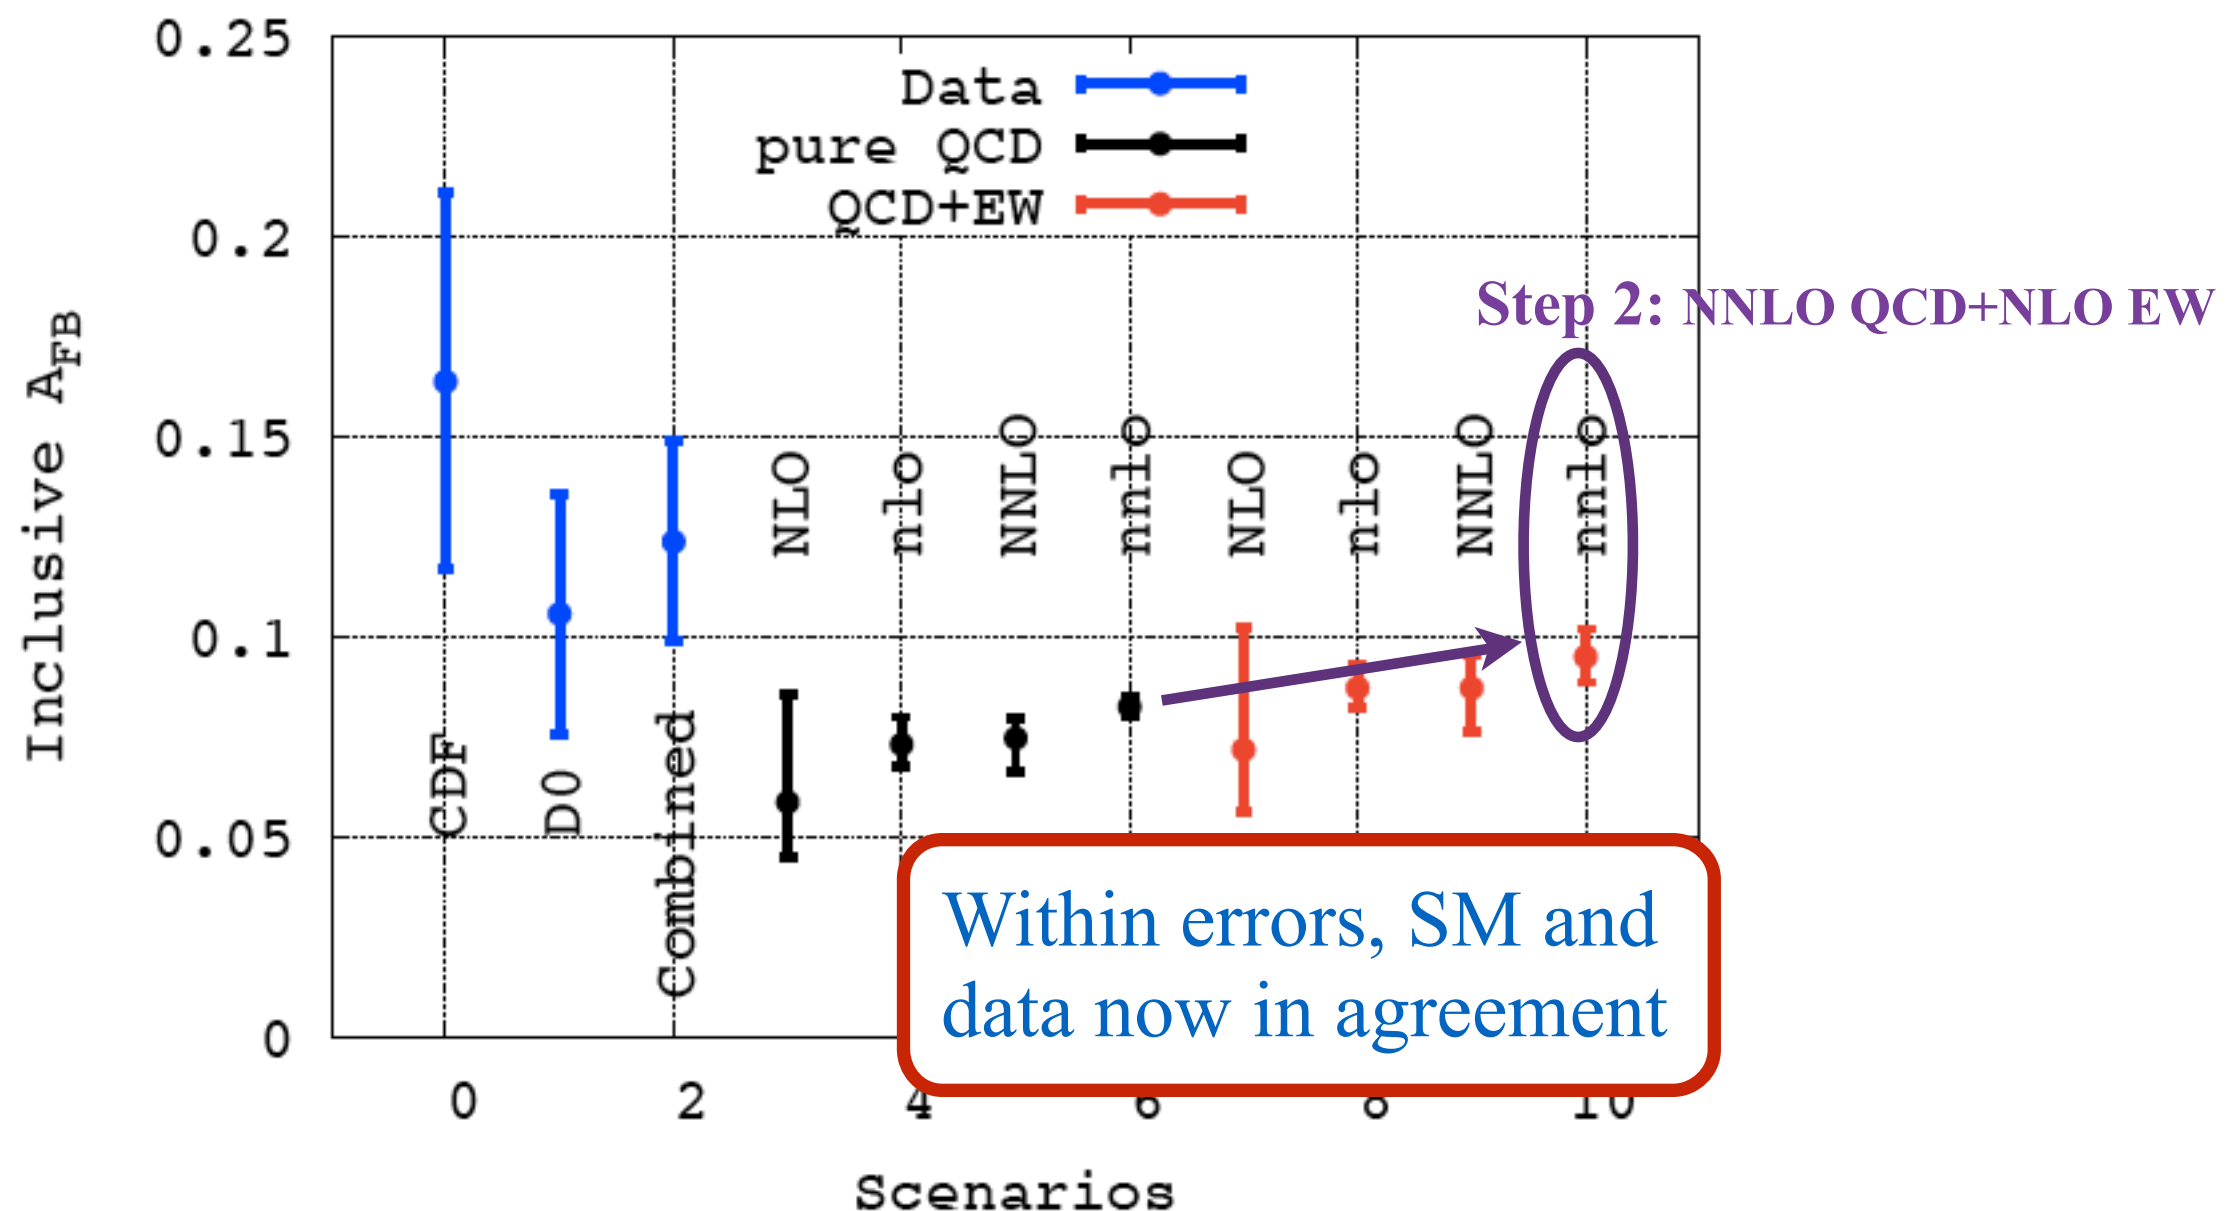 0.25
0.2
0.15
0.1
0.05
0
Inclusive A_FB
Data
pure QCD
QCD+EW
Step 2: NNLO QCD+NLO EW
CDF
D0
Combined
NLO
nlo
NNLO
nnlo
NLO
nlo
NNLO
nnlo
Within errors, SM and
data now in agreement
0 2 4 6 8 10
Scenarios